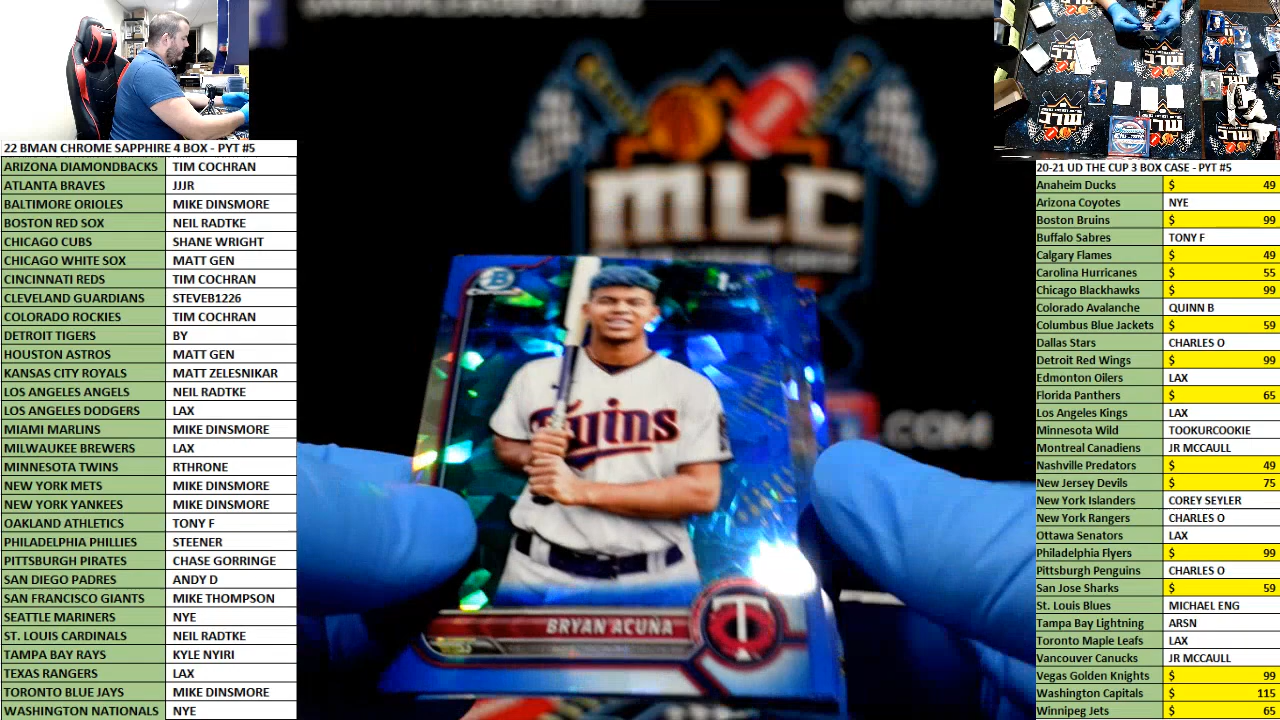 22 BMAN CHROME SAPPHIRE 4 BOX - PYT #5
ARIZONA DIAMONDBACKS TIM COCHRAN
ATLANTA BRAVES JJJR
BALTIMORE ORIOLES MIKE DINSMORE
BOSTON RED SOX NEIL RADTKE
CHICAGO CUBS SHANE WRIGHT
CHICAGO WHITE SOX MATT GEN
CINCINNATI REDS TIM COCHRAN
CLEVELAND GUARDIANS STEVEB1226
COLORADO ROCKIES TIM COCHRAN
DETROIT TIGERS BY
HOUSTON ASTROS MATT GEN
KANSAS CITY ROYALS MATT ZELESNIKAR
LOS ANGELES ANGELS NEIL RADTKE
LOS ANGELES DODGERS LAX
MIAMI MARLINS MIKE DINSMORE
MILWAUKEE BREWERS LAX
MINNESOTA TWINS RTHRONE
NEW YORK METS MIKE DINSMORE
NEW YORK YANKEES MIKE DINSMORE
OAKLAND ATHLETICS TONY F
PHILADELPHIA PHILLIES STEENER
PITTSBURGH PIRATES CHASE GORRINGE
SAN DIEGO PADRES ANDY D
SAN FRANCISCO GIANTS MIKE THOMPSON
SEATTLE MARINERS NYE
ST. LOUIS CARDINALS NEIL RADTKE
TAMPA BAY RAYS KYLE NYIRI
TEXAS RANGERS LAX
TORONTO BLUE JAYS MIKE DINSMORE
WASHINGTON NATIONALS NYE
MLC
.COM
B
Chrome
1st
Twins
BRYAN ACUÑA
T
20-21 UD THE CUP 3 BOX CASE - PYT #5
Anaheim Ducks $ 49
Arizona Coyotes NYE
Boston Bruins $ 99
Buffalo Sabres TONY F
Calgary Flames $ 49
Carolina Hurricanes $ 55
Chicago Blackhawks $ 99
Colorado Avalanche QUINN B
Columbus Blue Jackets $ 59
Dallas Stars CHARLES O
Detroit Red Wings $ 99
Edmonton Oilers LAX
Florida Panthers $ 65
Los Angeles Kings LAX
Minnesota Wild TOOKURCOOKIE
Montreal Canadiens JR MCCAULL
Nashville Predators $ 49
New Jersey Devils $ 75
New York Islanders COREY SEYLER
New York Rangers CHARLES O
Ottawa Senators LAX
Philadelphia Flyers $ 99
Pittsburgh Penguins CHARLES O
San Jose Sharks $ 59
St. Louis Blues MICHAEL ENG
Tampa Bay Lightning ARSN
Toronto Maple Leafs LAX
Vancouver Canucks JR MCCAULL
Vegas Golden Knights $ 99
Washington Capitals $ 115
Winnipeg Jets $ 65